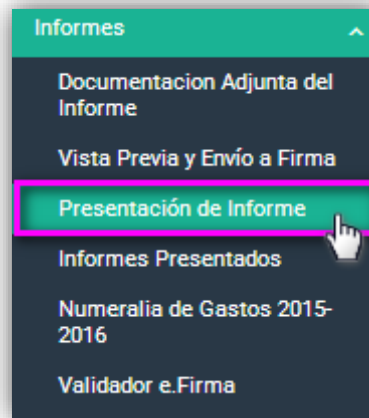 Informes
Documentacion Adjunta del
Informe
Vista Previa y Envío a Firma
Presentación de Informe
Informes Presentados
Numeralia de Gastos 2015-
2016
Validador e.Firma